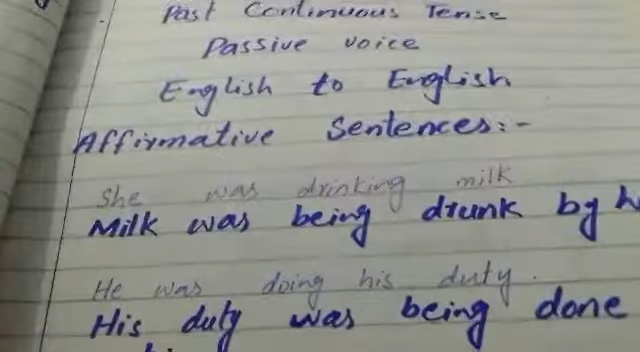 Past Continuous Tense
Passive voice
English to English
Affirmative Sentences:-
She was drinking milk
Milk was being drunk by
He was doing his duty.
His duty was being done